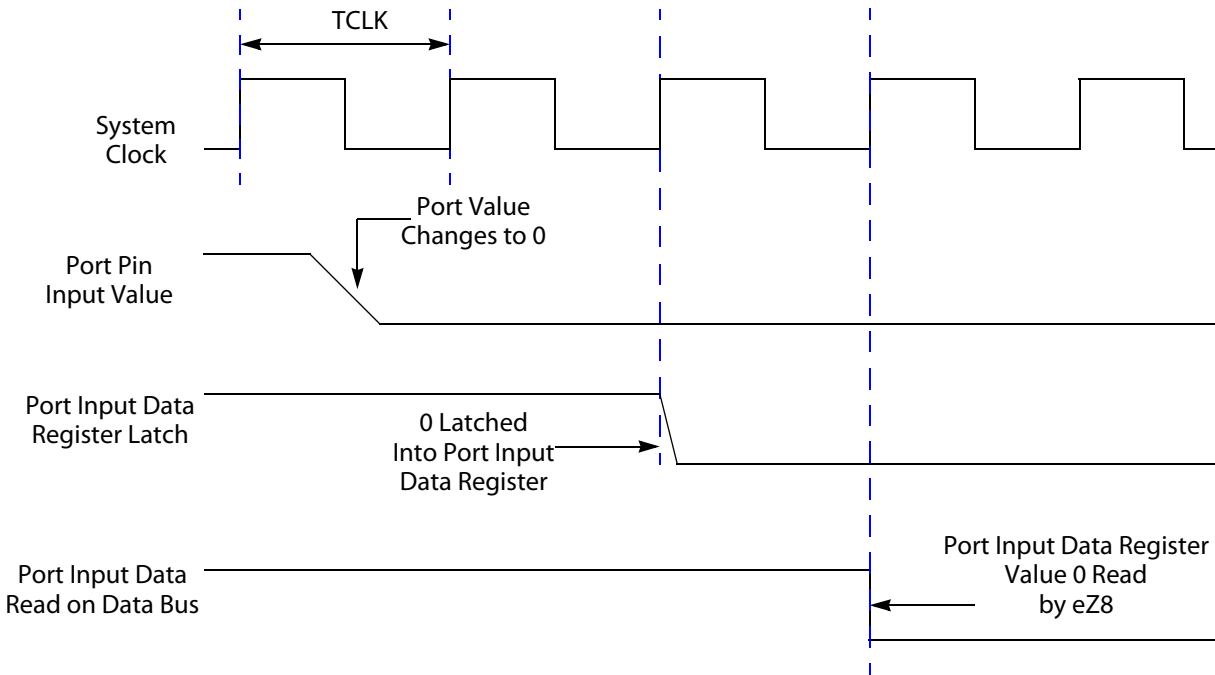 TCLK
System
Clock
Port Value
Changes to 0
Port Pin
Input Value
Port Input Data
Register Latch
0 Latched
Into Port Input
Data Register
Port Input Data
Read on Data Bus
Port Input Data Register
Value 0 Read
by eZ8